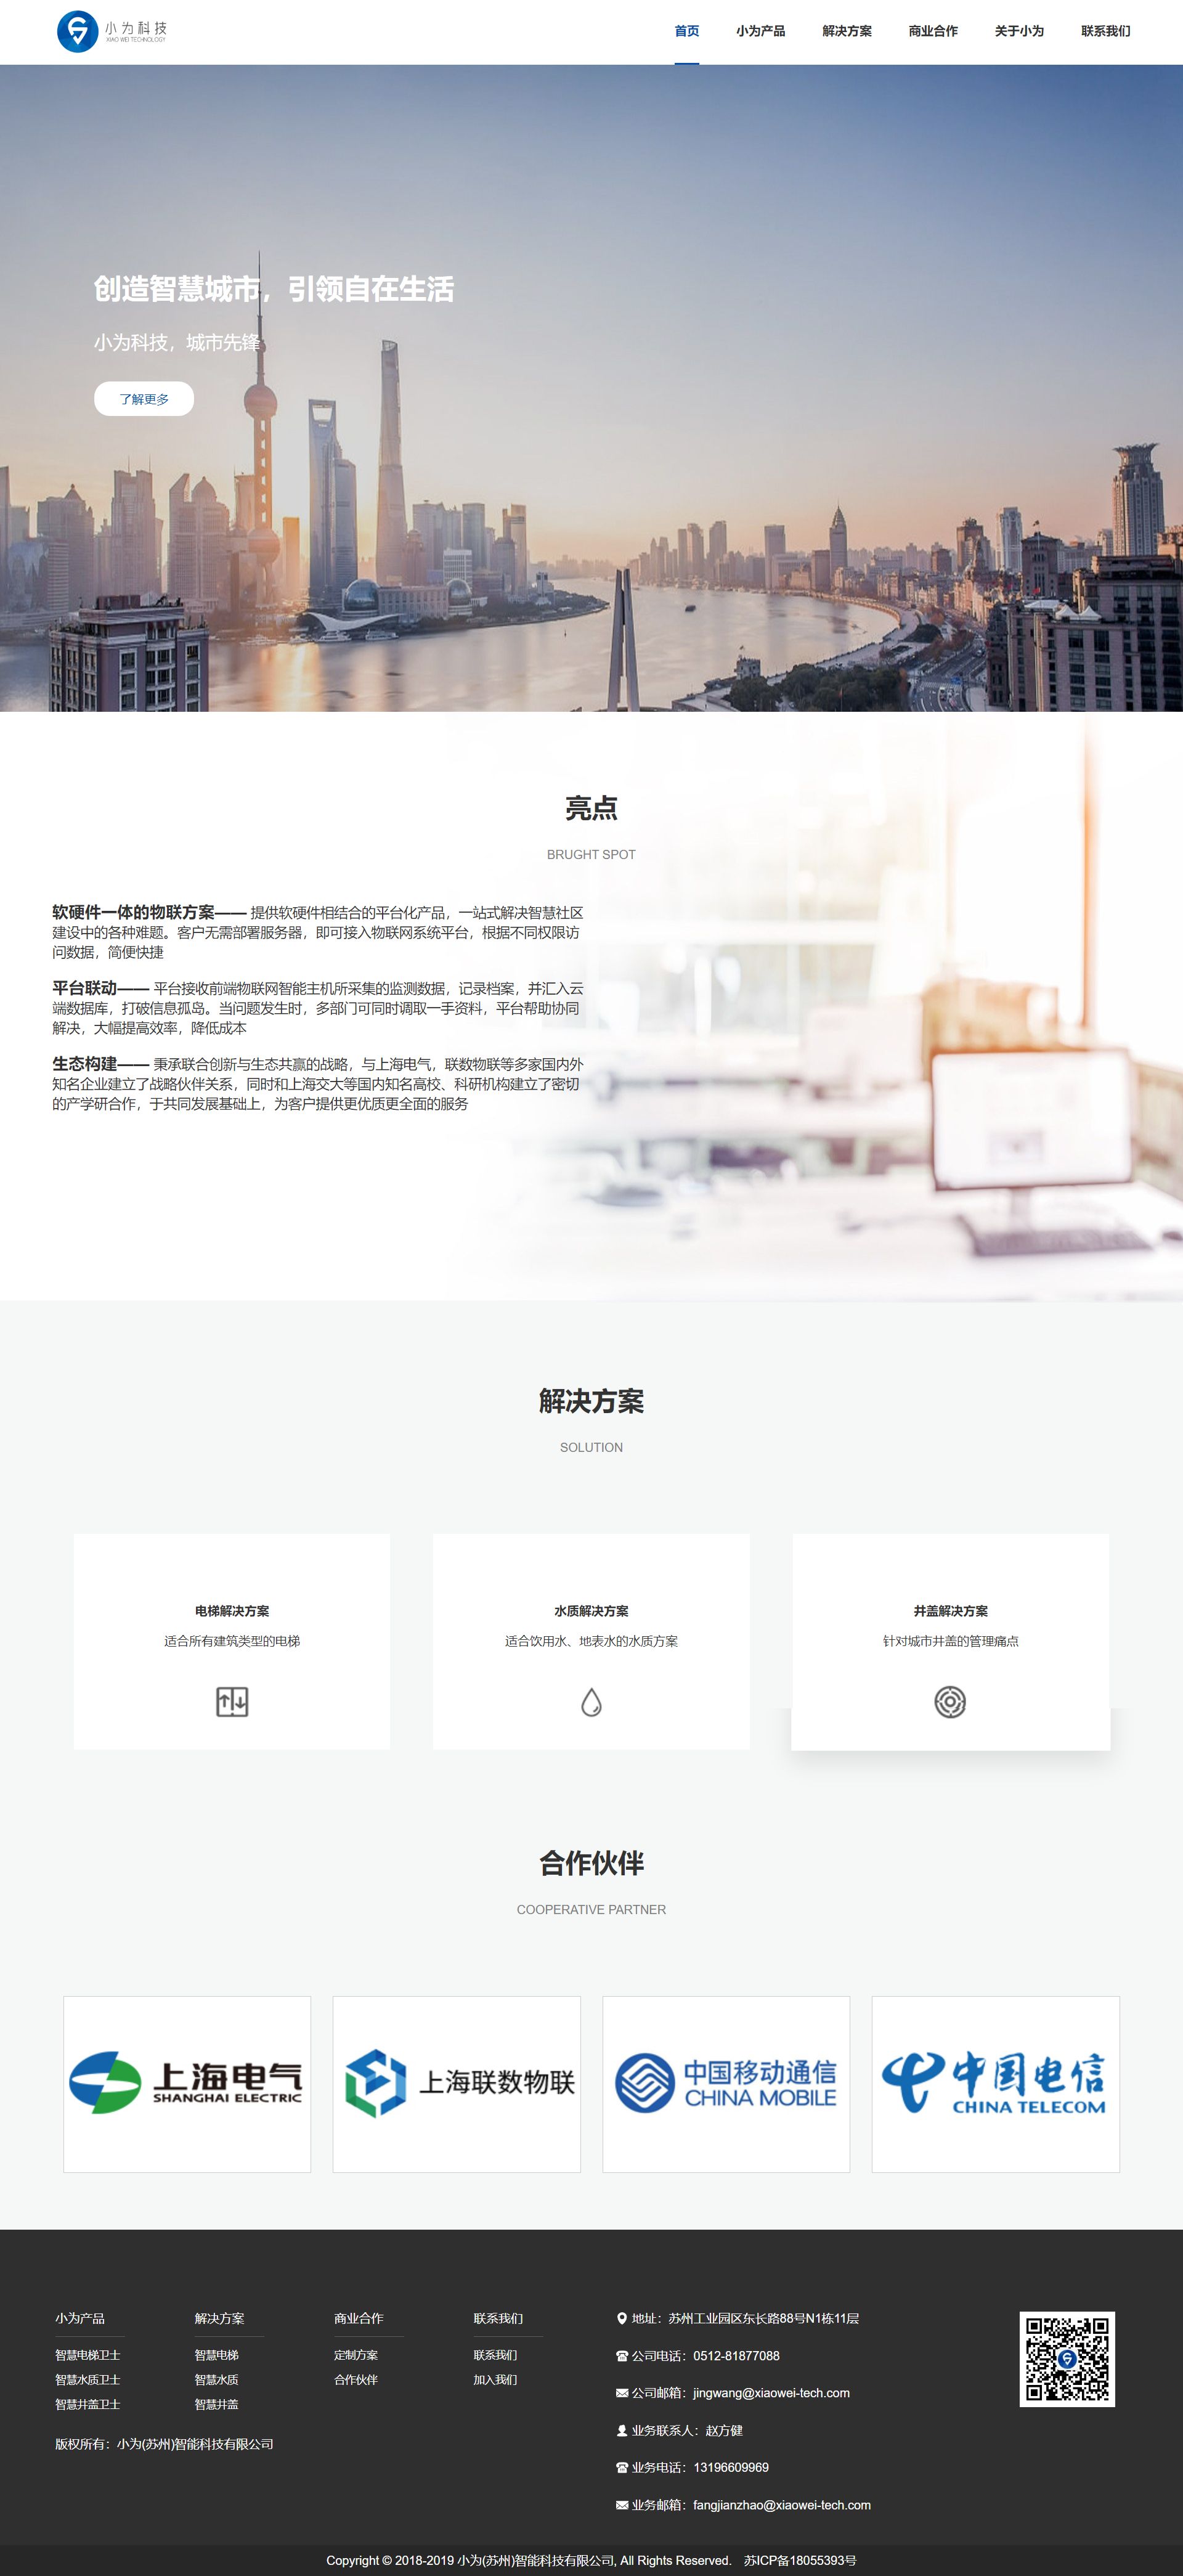 小为科技
XIAO WEI TECHNOLOGY
首页
小为产品
解决方案
商业合作
关于小为
联系我们
创造智慧城市，引领自在生活
小为科技，城市先锋
了解更多
亮点
BRUGHT SPOT
软硬件一体的物联方案—— 提供软硬件相结合的平台化产品，一站式解决智慧社区
建设中的各种难题。客户无需部署服务器，即可接入物联网系统平台，根据不同权限访
问数据，简便快捷
平台联动—— 平台接收前端物联网智能主机所采集的监测数据，记录档案，并汇入云
端数据库，打破信息孤岛。当问题发生时，多部门可同时调取一手资料，平台帮助协同
解决，大幅提高效率，降低成本
生态构建—— 秉承联合创新与生态共赢的战略，与上海电气，联数物联等多家国内外
知名企业建立了战略伙伴关系，同时和上海交大等国内知名高校、科研机构建立了密切
的产学研合作，于共同发展基础上，为客户提供更优质更全面的服务
解决方案
SOLUTION
电梯解决方案
适合所有建筑类型的电梯
水质解决方案
适合饮用水、地表水的水质方案
井盖解决方案
针对城市井盖的管理痛点
合作伙伴
COOPERATIVE PARTNER
上海电气
SHANGHAI ELECTRIC
上海联数物联
中国移动通信
CHINA MOBILE
中国电信
CHINA TELECOM
小为产品
智慧电梯卫士
智慧水质卫士
智慧井盖卫士
解决方案
智慧电梯
智慧水质
智慧井盖
商业合作
定制方案
合作伙伴
联系我们
联系我们
加入我们
版权所有：小为(苏州)智能科技有限公司
地址：苏州工业园区东长路88号N1栋11层
公司电话：0512-81877088
公司邮箱：jingwang@xiaowei-tech.com
业务联系人：赵方健
业务电话：13196609969
业务邮箱：fangjianzhao@xiaowei-tech.com
Copyright © 2018-2019 小为(苏州)智能科技有限公司, All Rights Reserved. 苏ICP备18055393号